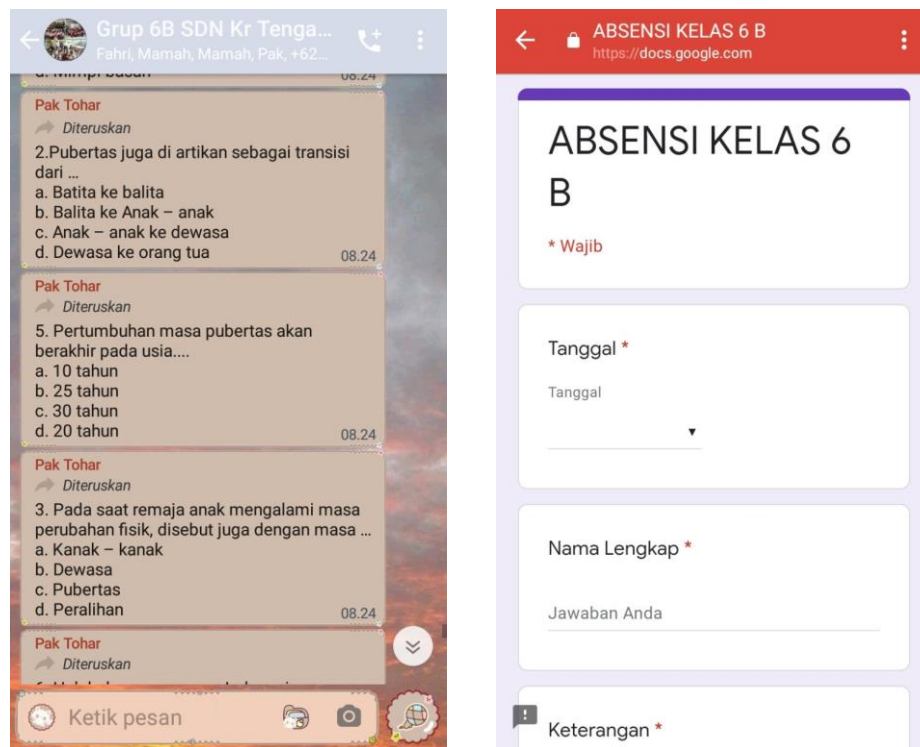 Grup 6B SDN Kr Tenga...
Fahri, Mamah, Mamah, Pak, +62...
d. Mimpi basah
08.24
Pak Tohar
Diteruskan
2.Pubertas juga di artikan sebagai transisi
dari ...
a. Batita ke balita
b. Balita ke Anak – anak
c. Anak – anak ke dewasa
d. Dewasa ke orang tua
08.24
Pak Tohar
Diteruskan
5. Pertumbuhan masa pubertas akan
berakhir pada usia....
a. 10 tahun
b. 25 tahun
c. 30 tahun
d. 20 tahun
08.24
Pak Tohar
Diteruskan
3. Pada saat remaja anak mengalami masa
perubahan fisik, disebut juga dengan masa ...
a. Kanak – kanak
b. Dewasa
c. Pubertas
d. Peralihan
08.24
Pak Tohar
Diteruskan
Ketik pesan
ABSENSI KELAS 6 B
https://docs.google.com
ABSENSI KELAS 6
B
* Wajib
Tanggal *
Tanggal
Nama Lengkap *
Jawaban Anda
Keterangan *